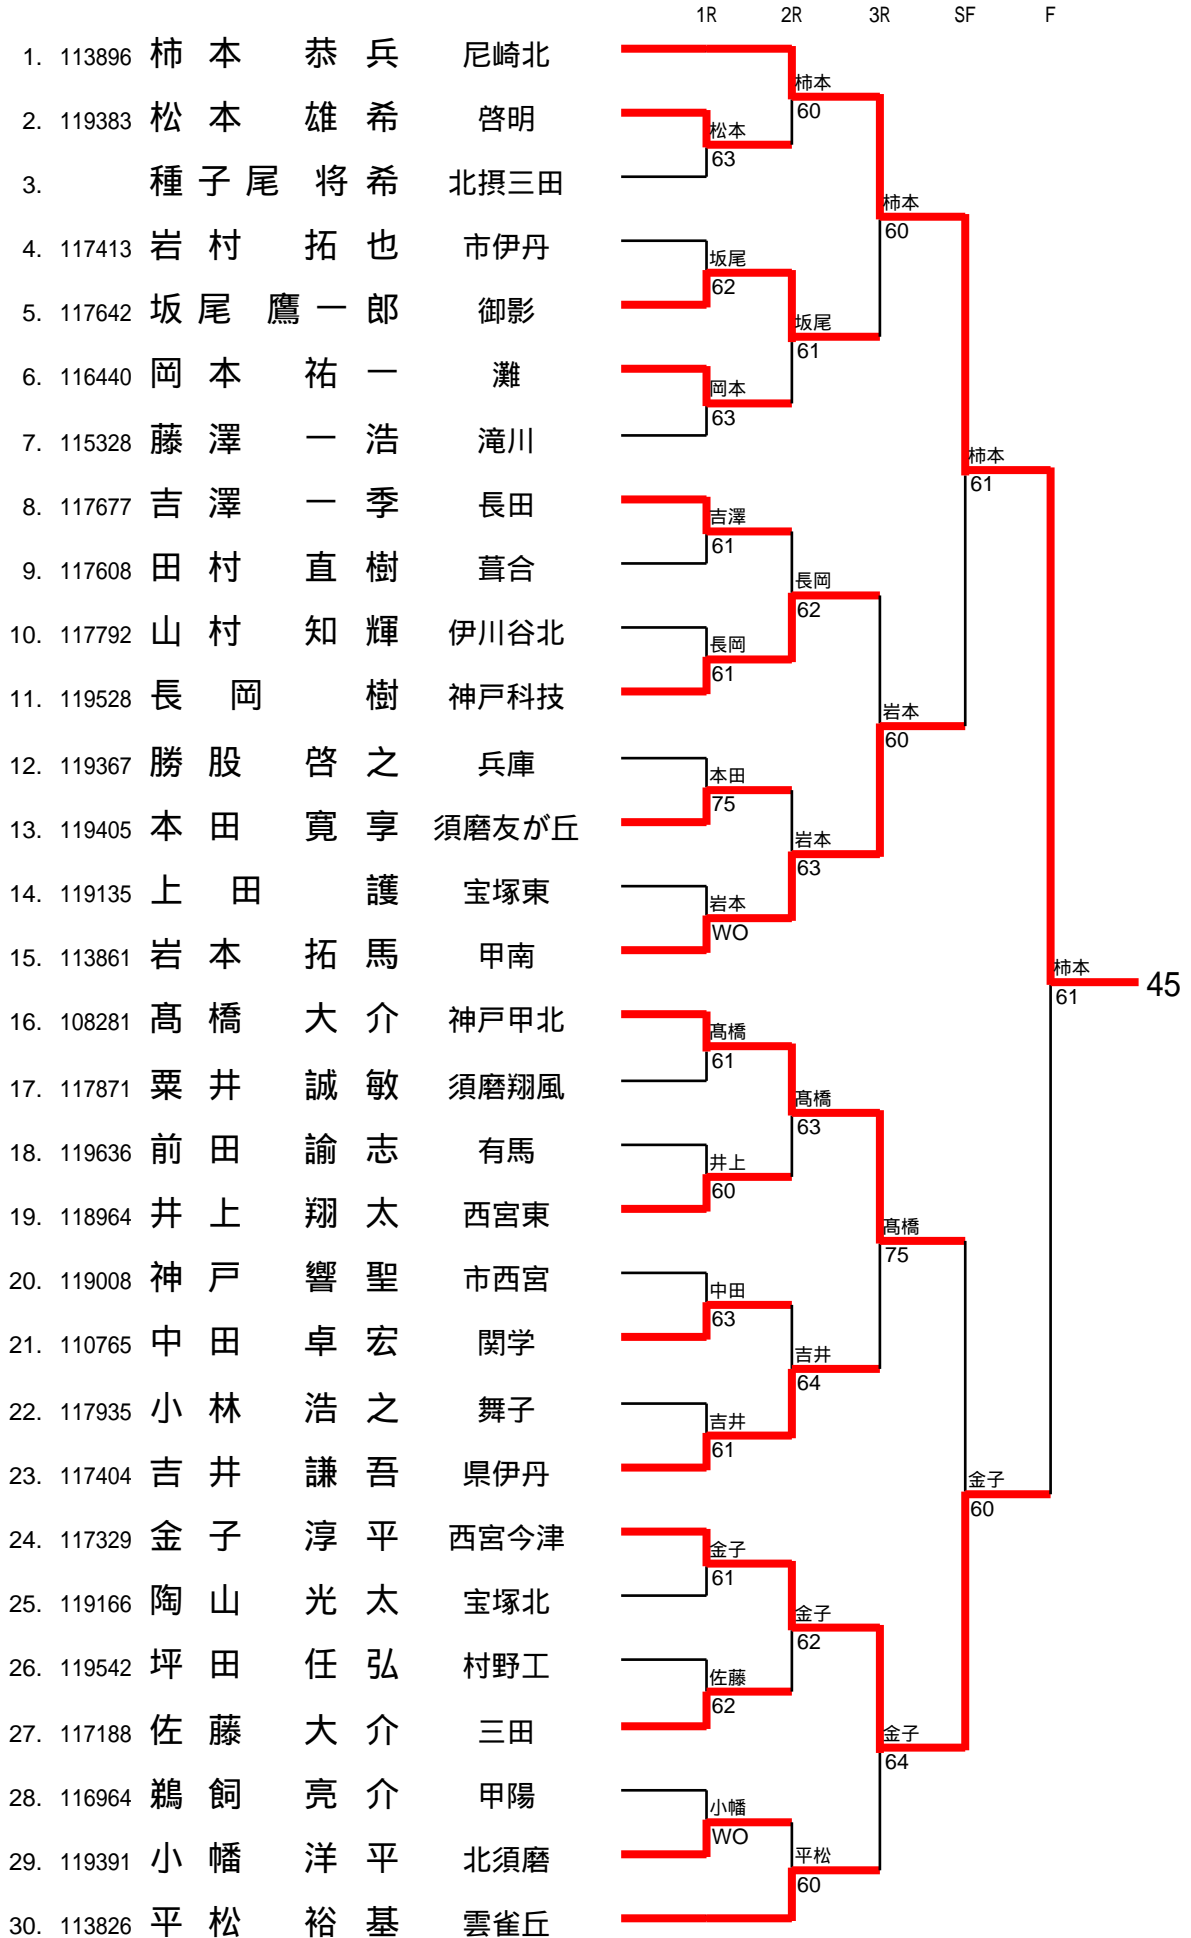 1R 2R 3R SF F
1. 113896 柿本 恭兵 尼崎北
柿本
60
2. 119383 松本 雄希 啓明
松本
63
3. 種子尾 将希 北摂三田
柿本
60
4. 117413 岩村 拓也 市伊丹
坂尾
62
5. 117642 坂尾 鷹一郎 御影
坂尾
61
6. 116440 岡本 祐一 灘
岡本
63
7. 115328 藤澤 一浩 滝川
柿本
61
8. 117677 吉澤 一季 長田
吉澤
61
9. 117608 田村 直樹 葺合
長岡
62
10. 117792 山村 知輝 伊川谷北
長岡
61
11. 119528 長岡 樹 神戸科技
岩本
60
12. 119367 勝股 啓之 兵庫
本田
75
13. 119405 本田 寛享 須磨友が丘
岩本
63
14. 119135 上田 護 宝塚東
岩本
WO
15. 113861 岩本 拓馬 甲南
柿本
61
45
16. 108281 髙橋 大介 神戸甲北
髙橋
61
17. 117871 粟井 誠敏 須磨翔風
髙橋
63
18. 119636 前田 諭志 有馬
井上
60
19. 118964 井上 翔太 西宮東
髙橋
75
20. 119008 神戸 響聖 市西宮
中田
63
21. 110765 中田 卓宏 関学
吉井
64
22. 117935 小林 浩之 舞子
吉井
61
23. 117404 吉井 謙吾 県伊丹
金子
60
24. 117329 金子 淳平 西宮今津
金子
61
25. 119166 陶山 光太 宝塚北
金子
62
26. 119542 坪田 任弘 村野工
佐藤
62
27. 117188 佐藤 大介 三田
金子
64
28. 116964 鵜飼 亮介 甲陽
小幡
WO
29. 119391 小幡 洋平 北須磨
平松
60
30. 113826 平松 裕基 雲雀丘